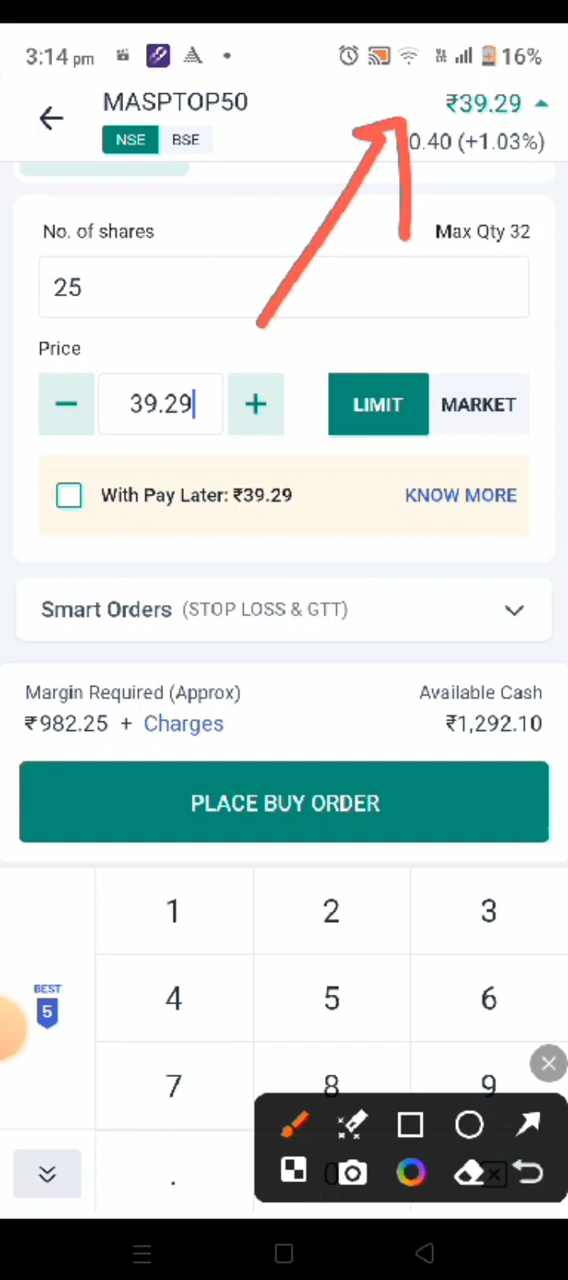 3:14 pm
16%
MASPTOP50
₹39.29
NSE BSE
0.40 (+1.03%)
No. of shares
Max Qty 32
25
Price
39.29
LIMIT
MARKET
With Pay Later: ₹39.29
KNOW MORE
Smart Orders (STOP LOSS & GTT)
Margin Required (Approx)
Available Cash
₹982.25 + Charges
₹1,292.10
PLACE BUY ORDER
1 2 3
BEST
5
4 5 6
7 8 9
. 0